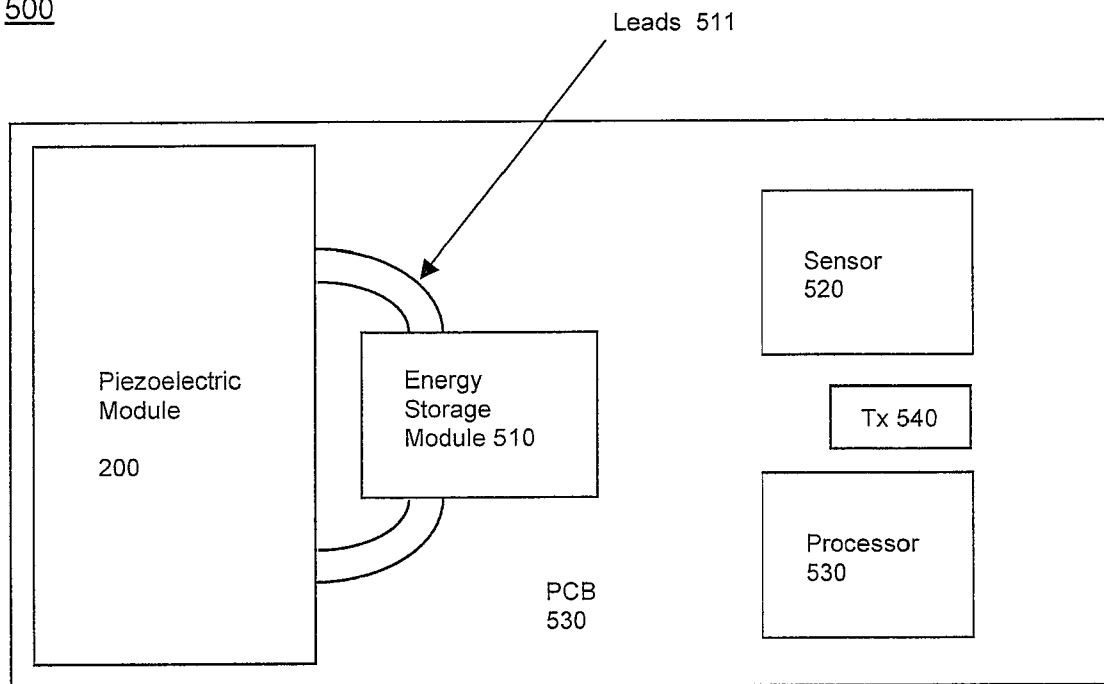 500
Leads 511
Piezoelectric
Module
200
Energy
Storage
Module 510
Sensor
520
Tx 540
Processor
530
PCB
530